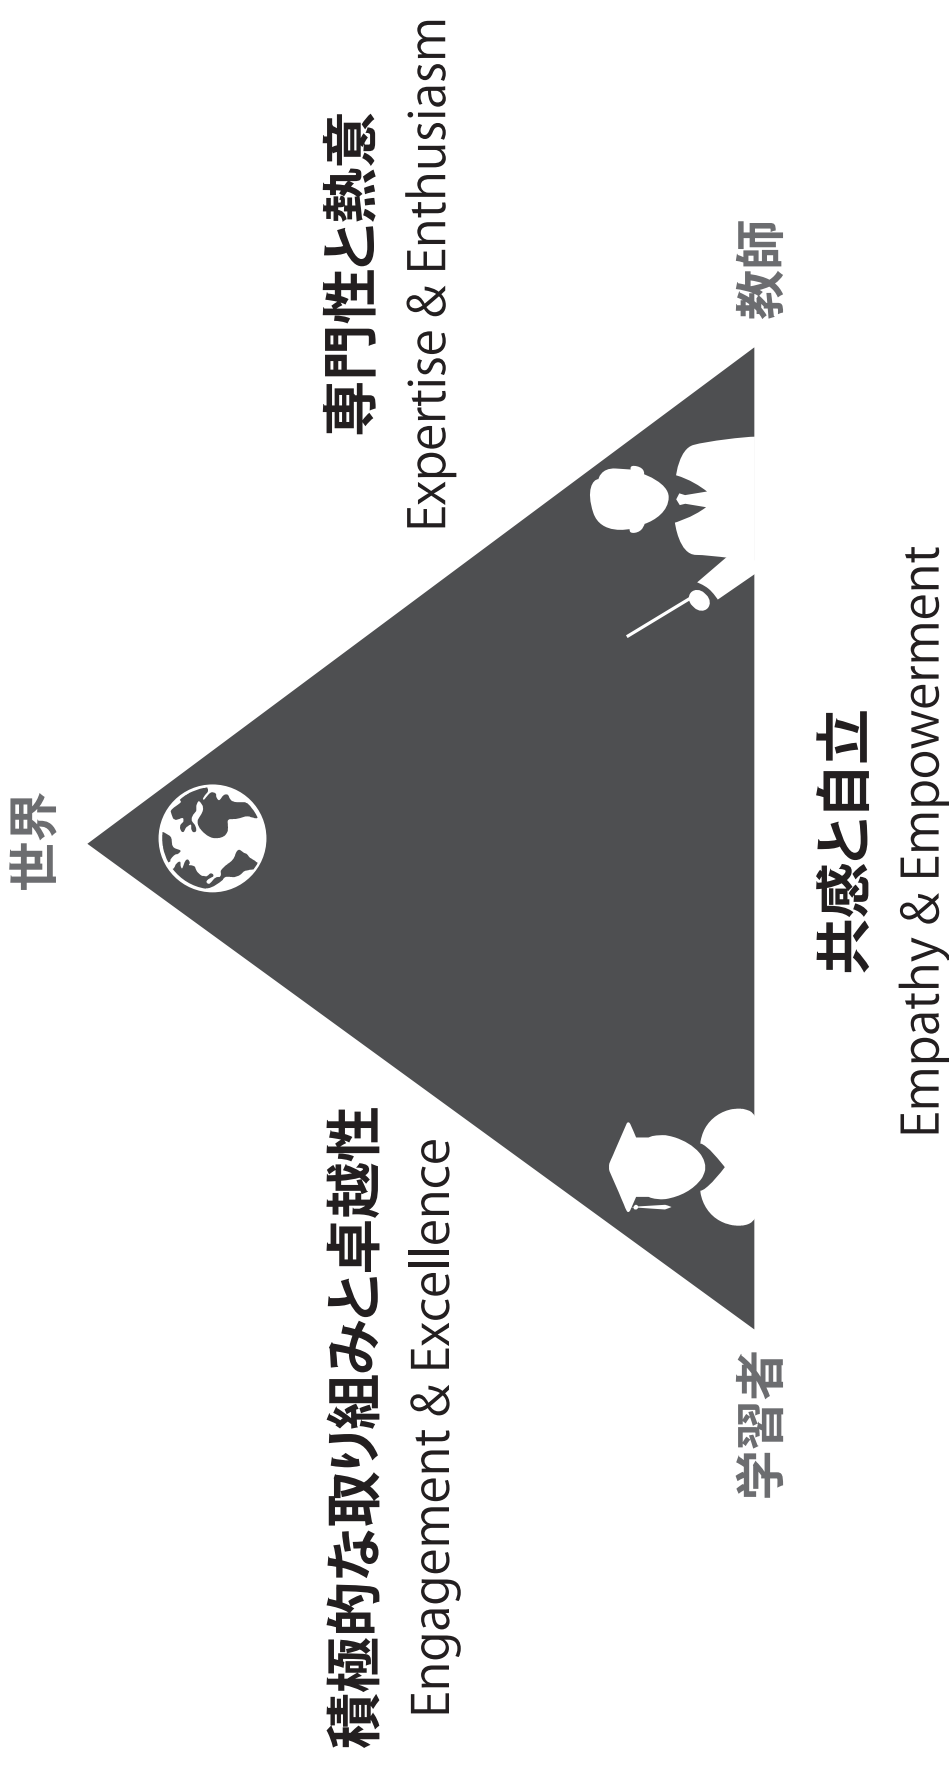 世界
積極的な取り組みと卓越性
Engagement & Excellence
専門性と熱意
Expertise & Enthusiasm
学習者
教師
共感と自立
Empathy & Empowerment